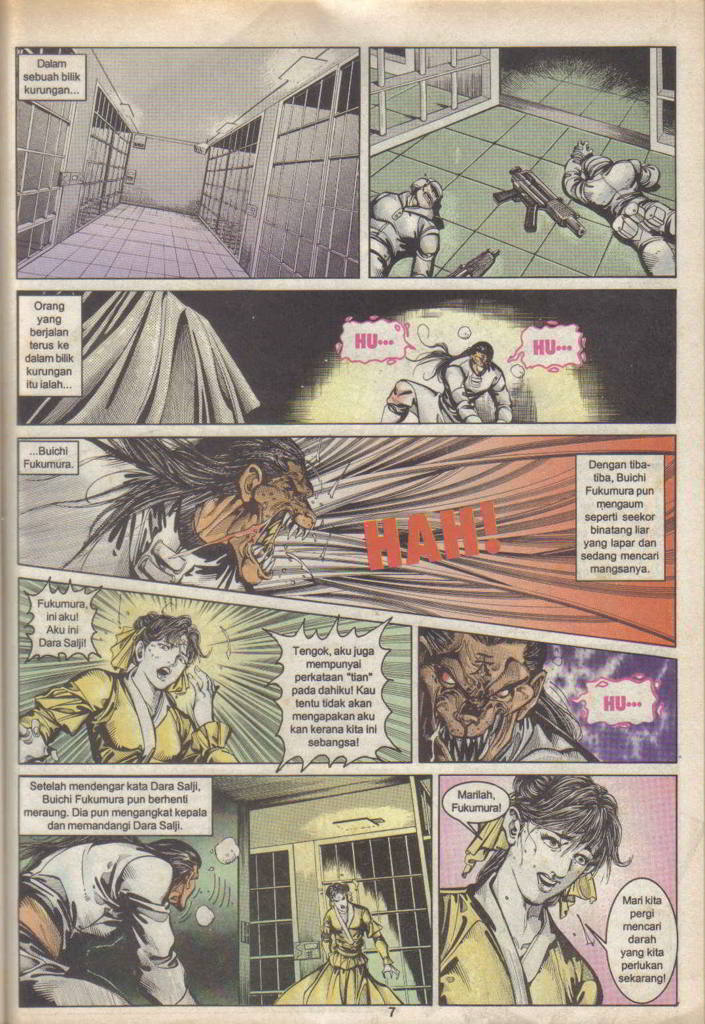 Dalam
sebuah bilik
kurungan...
Orang
yang
berjalan
terus ke
dalam bilik
kurung
itu ialah...
HU...
HU...
...Buichi
Fukumura.
HAH!
Dengan tiba-
tiba, Buichi
Fukumura pun
mengaum
seperti seekor
binatang liar
yang lapar dan
sedang mencari
mangsanya.
Fukumura,
ini aku!
Aku ini
Dara Salji!
Tengok, aku juga
mempunyai
perkataan "tian"
pada dahiku! Kau
tentu tidak akan
mengapakan aku
kan kerana kita ini
sebangsa!
HU...
Setelah mendengar kata Dara Salji,
Buichi Fukumura pun berhenti
meraung. Dia pun mengangkat kepala
dan memandangi Dara Salji.
Marilah,
Fukumura!
Mari kita
pergi
mencari
darah
yang kita
perlukan
sekarang!
7